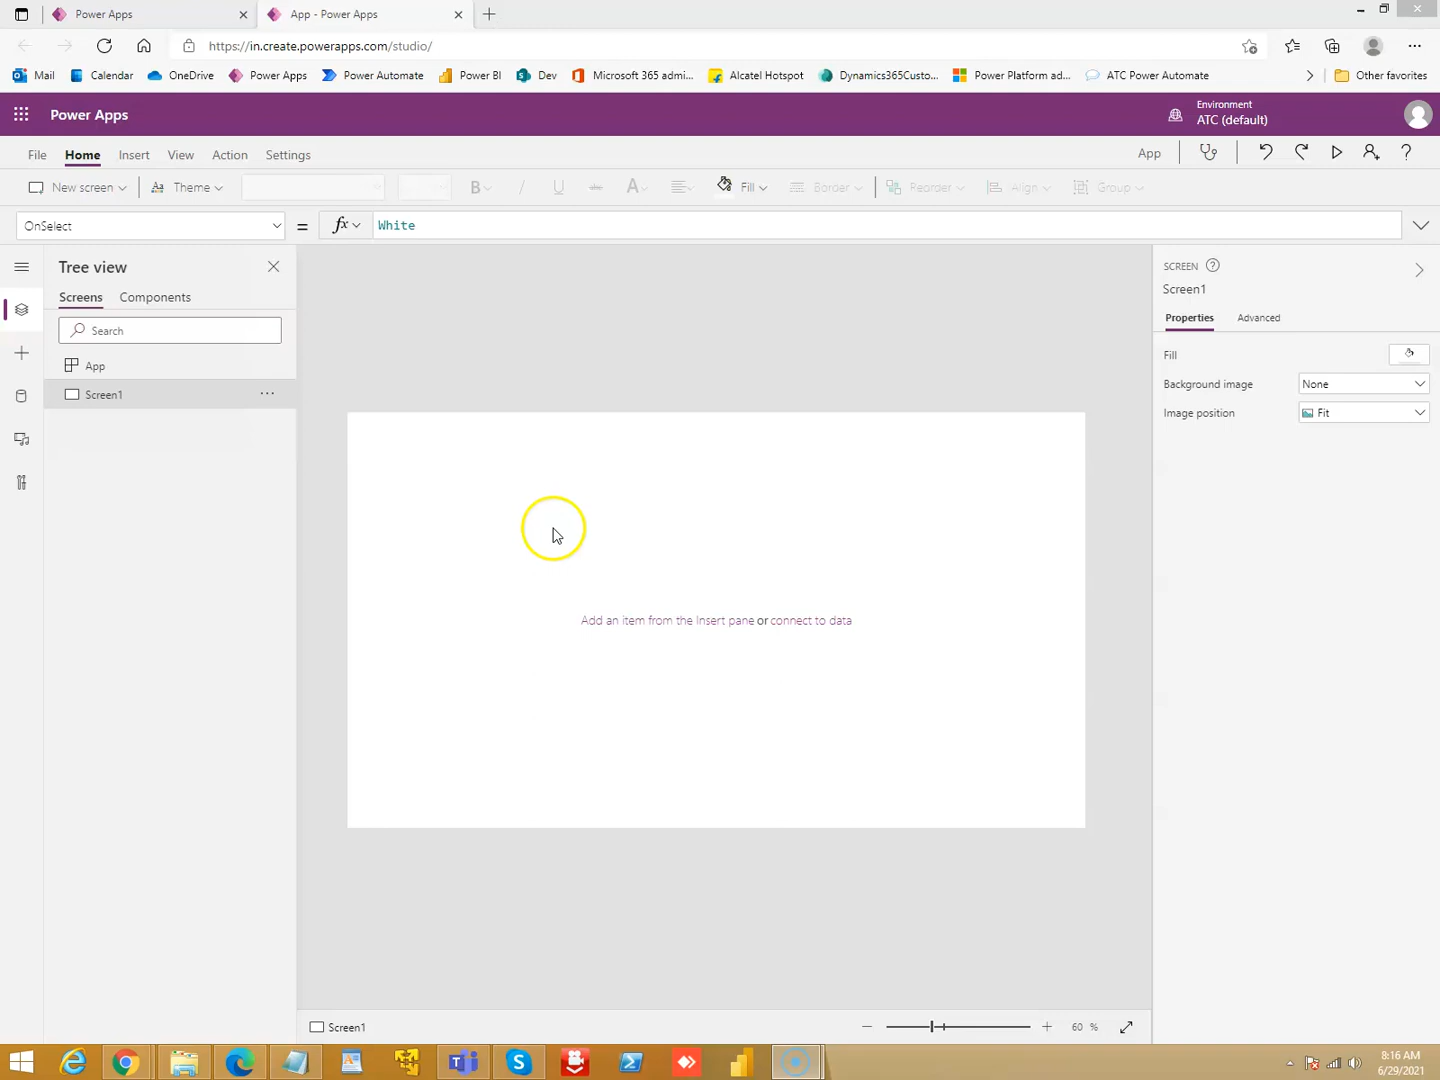 Power Apps
App - Power Apps
https://in.create.powerapps.com/studio/
Mail
Calendar
OneDrive
Power Apps
Power Automate
Power BI
Dev
Microsoft 365 admi...
Alcatel Hotspot
Dynamics365Custo...
Power Platform ad...
ATC Power Automate
Other favorites
Power Apps
Environment
ATC (default)
File
Home
Insert
View
Action
Settings
App
New screen
Theme
B
I
U
abc
A
Fill
Border
Reorder
Align
Group
OnSelect
=
fx
White
Tree view
Screens
Components
Search
App
Screen1
Add an item from the Insert pane or connect to data
SCREEN
Screen1
Properties
Advanced
Fill
Background image
None
Image position
Fit
Screen1
60 %
8:16 AM
6/29/2021